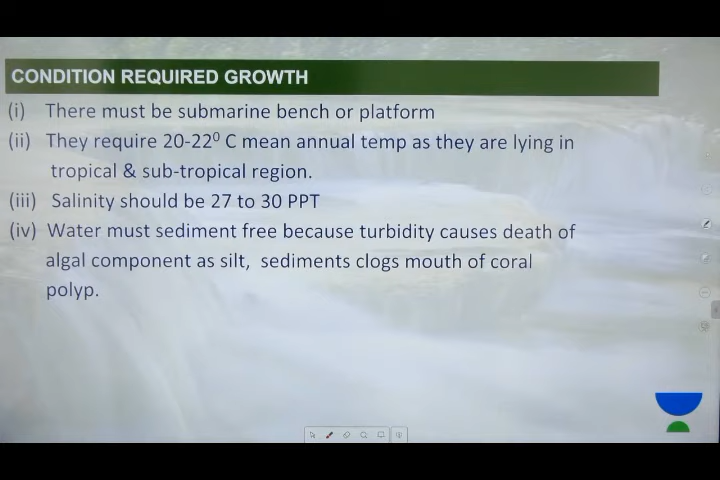 CONDITION REQUIRED GROWTH
(i) There must be submarine bench or platform
(ii) They require 20-22⁰ C mean annual temp as they are lying in
tropical & sub-tropical region.
(iii) Salinity should be 27 to 30 PPT
(iv) Water must sediment free because turbidity causes death of
algal component as silt, sediments clogs mouth of coral
polyp.